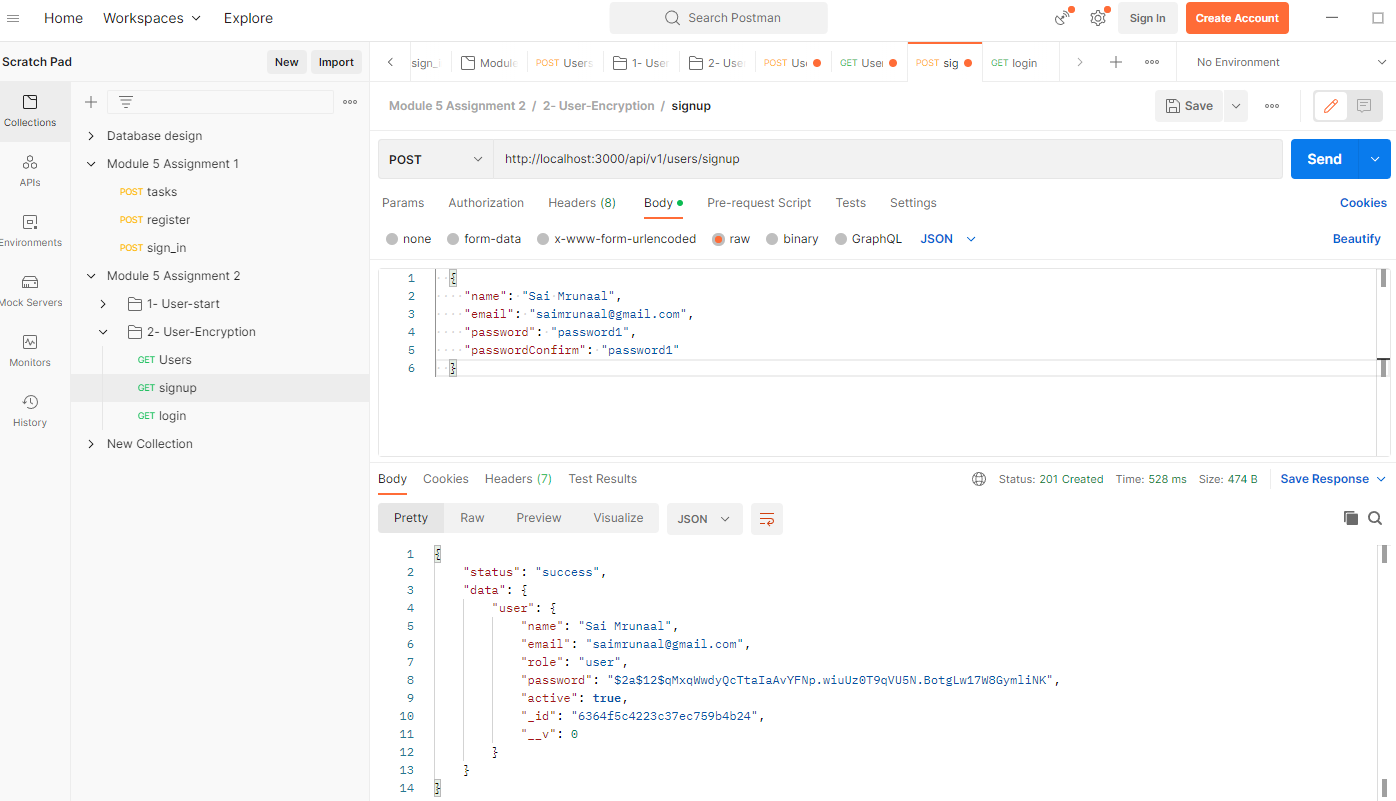 Home Workspaces Explore Search Postman Sign In Create Account
Scratch Pad New Import
sign_i Module POST Users 1- User 2- Use POST Us GET User POST sig GET login No Environment
Collections
APIs
Environments
Mock Servers
Monitors
History
Database design
Module 5 Assignment 1
POST tasks
POST register
POST sign_in
Module 5 Assignment 2
1- User-start
2- User-Encryption
GET Users
GET signup
GET login
New Collection
Module 5 Assignment 2 / 2- User-Encryption / signup Save
POST http://localhost:3000/api/v1/users/signup Send
Params Authorization Headers (8) Body Pre-request Script Tests Settings Cookies
none form-data x-www-form-urlencoded raw binary GraphQL JSON Beautify
1 {
2 "name": "Sai Mrunaal",
3 "email": "saimrunaal@gmail.com",
4 "password": "password1",
5 "passwordConfirm": "password1"
6 }
Body Cookies Headers (7) Test Results Status: 201 Created Time: 528 ms Size: 474 B Save Response
Pretty Raw Preview Visualize JSON
1 {
2 "status": "success",
3 "data": {
4 "user": {
5 "name": "Sai Mrunaal",
6 "email": "saimrunaal@gmail.com",
7 "role": "user",
8 "password": "$2a$12$qMxqWwdyQcTtaIaAvYFNp.wiuUz0T9qVU5N.BotgLw17W8GymliNK",
9 "active": true,
10 "_id": "6364f5c4223c37ec759b4b24",
11 "__v": 0
12 }
13 }
14 }